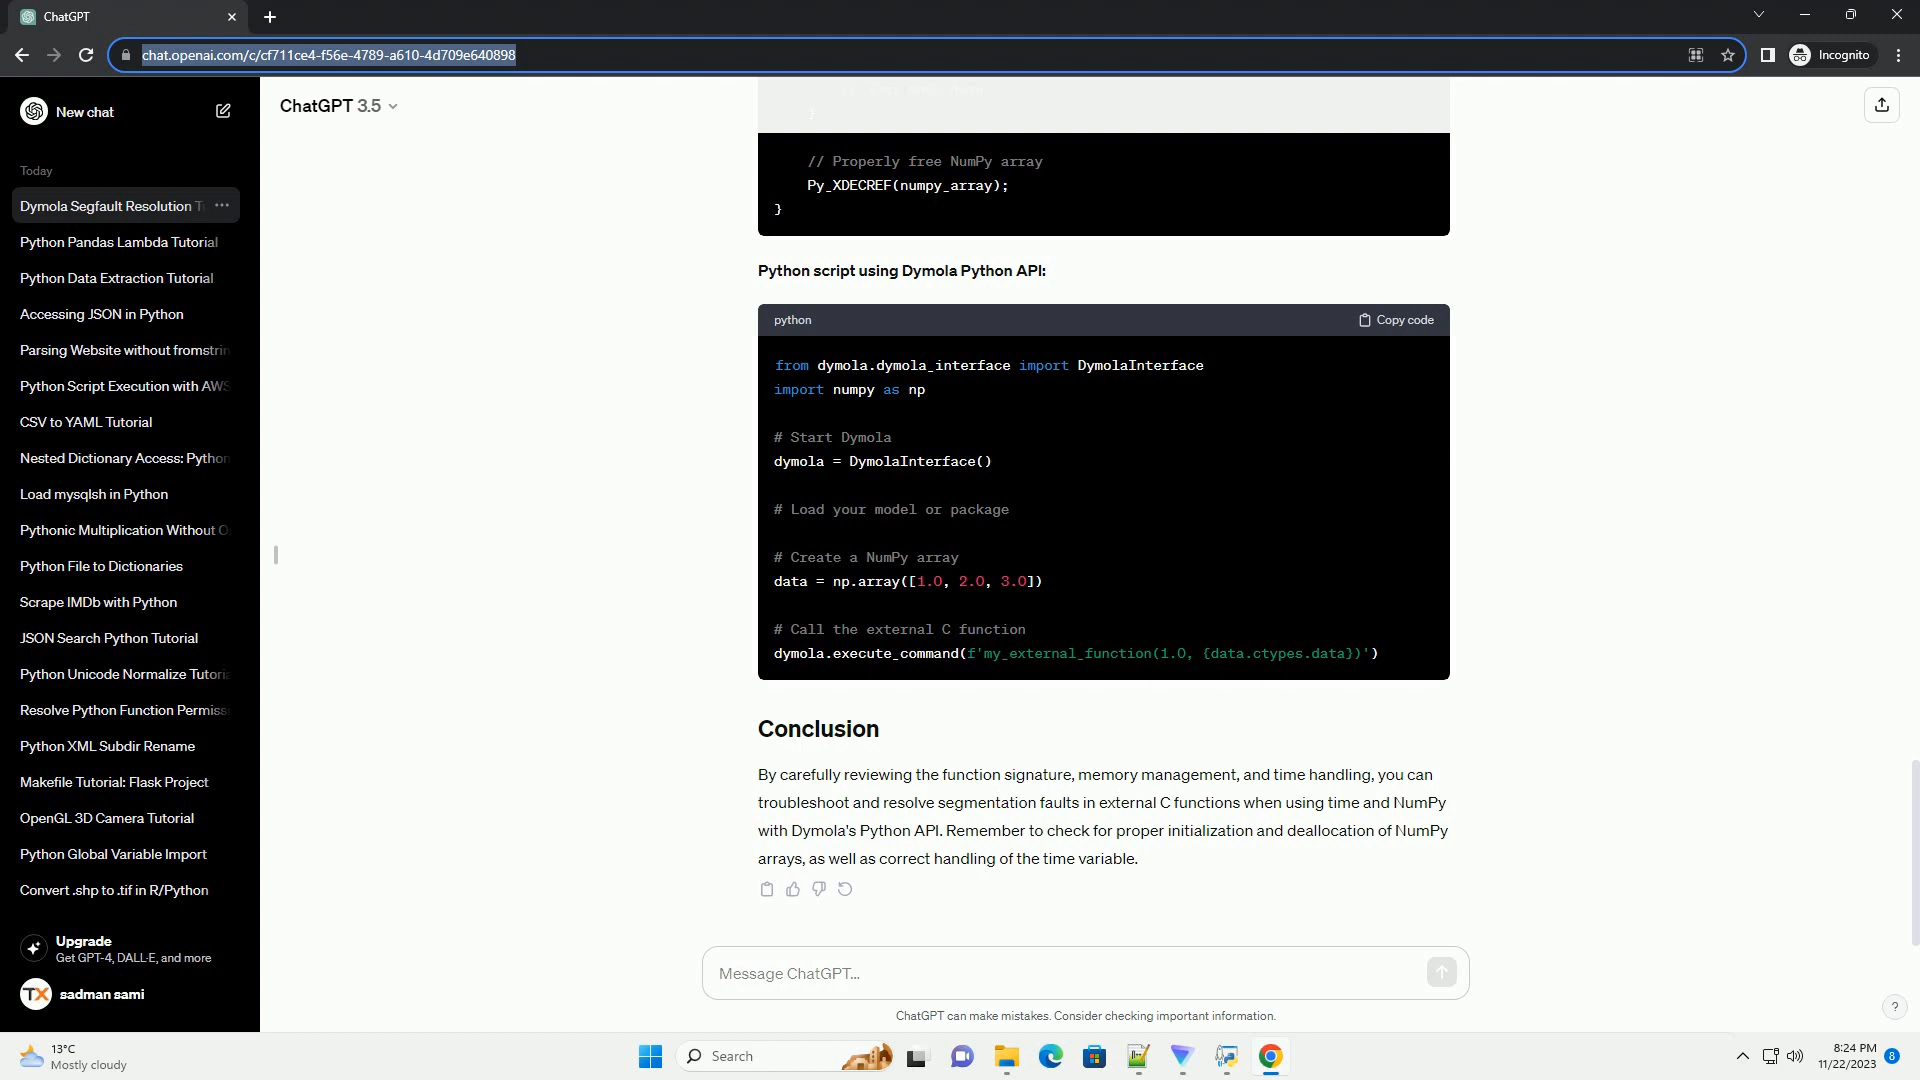 ChatGPT
chat.openai.com/c/cf711ce4-f56e-4789-a610-4d709e640898
Incognito
New chat
Today
Dymola Segfault Resolution T
Python Pandas Lambda Tutorial
Python Data Extraction Tutorial
Accessing JSON in Python
Parsing Website without fromstrin
Python Script Execution with AWS
CSV to YAML Tutorial
Nested Dictionary Access: Python
Load mysqlsh in Python
Pythonic Multiplication Without O
Python File to Dictionaries
Scrape IMDb with Python
JSON Search Python Tutorial
Python Unicode Normalize Tutoria
Resolve Python Function Permissi
Python XML Subdir Rename
Makefile Tutorial: Flask Project
OpenGL 3D Camera Tutorial
Python Global Variable Import
Convert .shp to .tif in R/Python
Upgrade
Get GPT-4, DALL·E, and more
TX sadman sami
ChatGPT 3.5
}
// Properly free NumPy array
Py_XDECREF(numpy_array);
}
Python script using Dymola Python API:
python
Copy code
from dymola.dymola_interface import DymolaInterface
import numpy as np
# Start Dymola
dymola = DymolaInterface()
# Load your model or package
# Create a NumPy array
data = np.array([1.0, 2.0, 3.0])
# Call the external C function
dymola.execute_command(f'my_external_function(1.0, {data.ctypes.data})')
Conclusion
By carefully reviewing the function signature, memory management, and time handling, you can
troubleshoot and resolve segmentation faults in external C functions when using time and NumPy
with Dymola's Python API. Remember to check for proper initialization and deallocation of NumPy
arrays, as well as correct handling of the time variable.
Message ChatGPT...
ChatGPT can make mistakes. Consider checking important information.
?
13°C
Mostly cloudy
Search
8:24 PM
11/22/2023
8